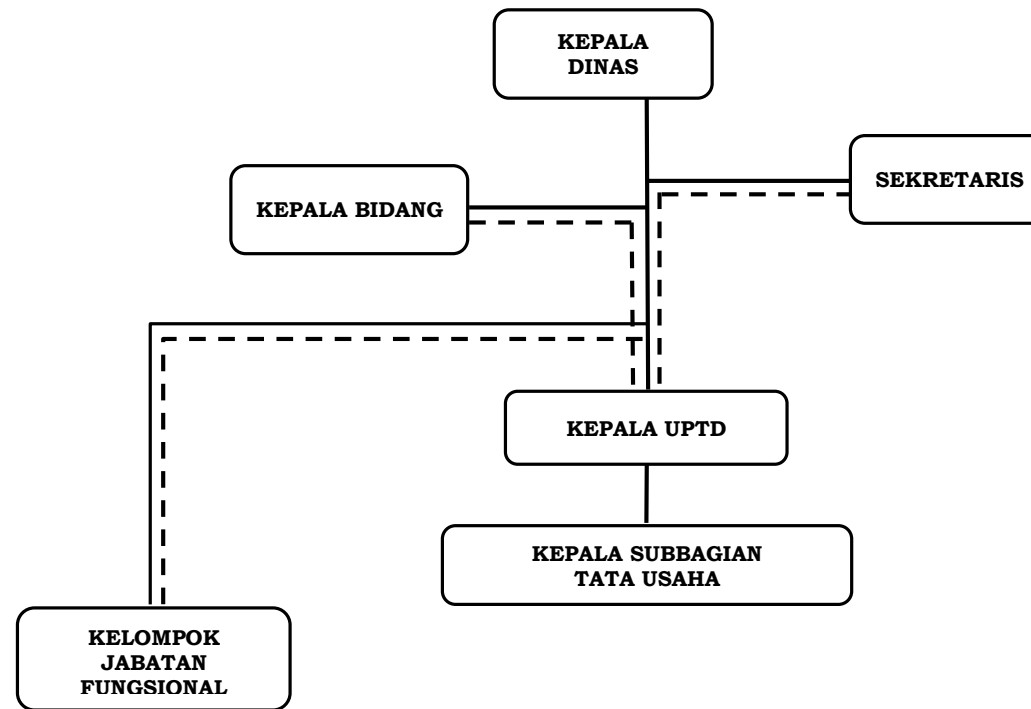 KEPALA
DINAS
SEKRETARIS
KEPALA BIDANG
KEPALA UPTD
KEPALA SUBBAGIAN
TATA USAHA
KELOMPOK
JABATAN
FUNGSIONAL